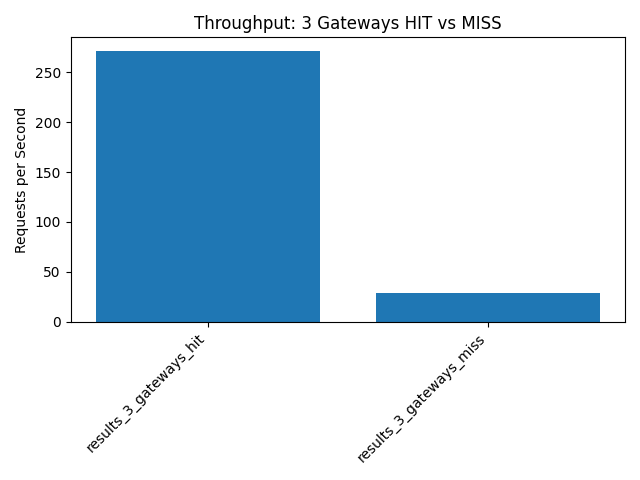 Throughput: 3 Gateways HIT vs MISS
Requests per Second
250
200
150
100
50
0
results_3_gateways_hit
results_3_gateways_miss